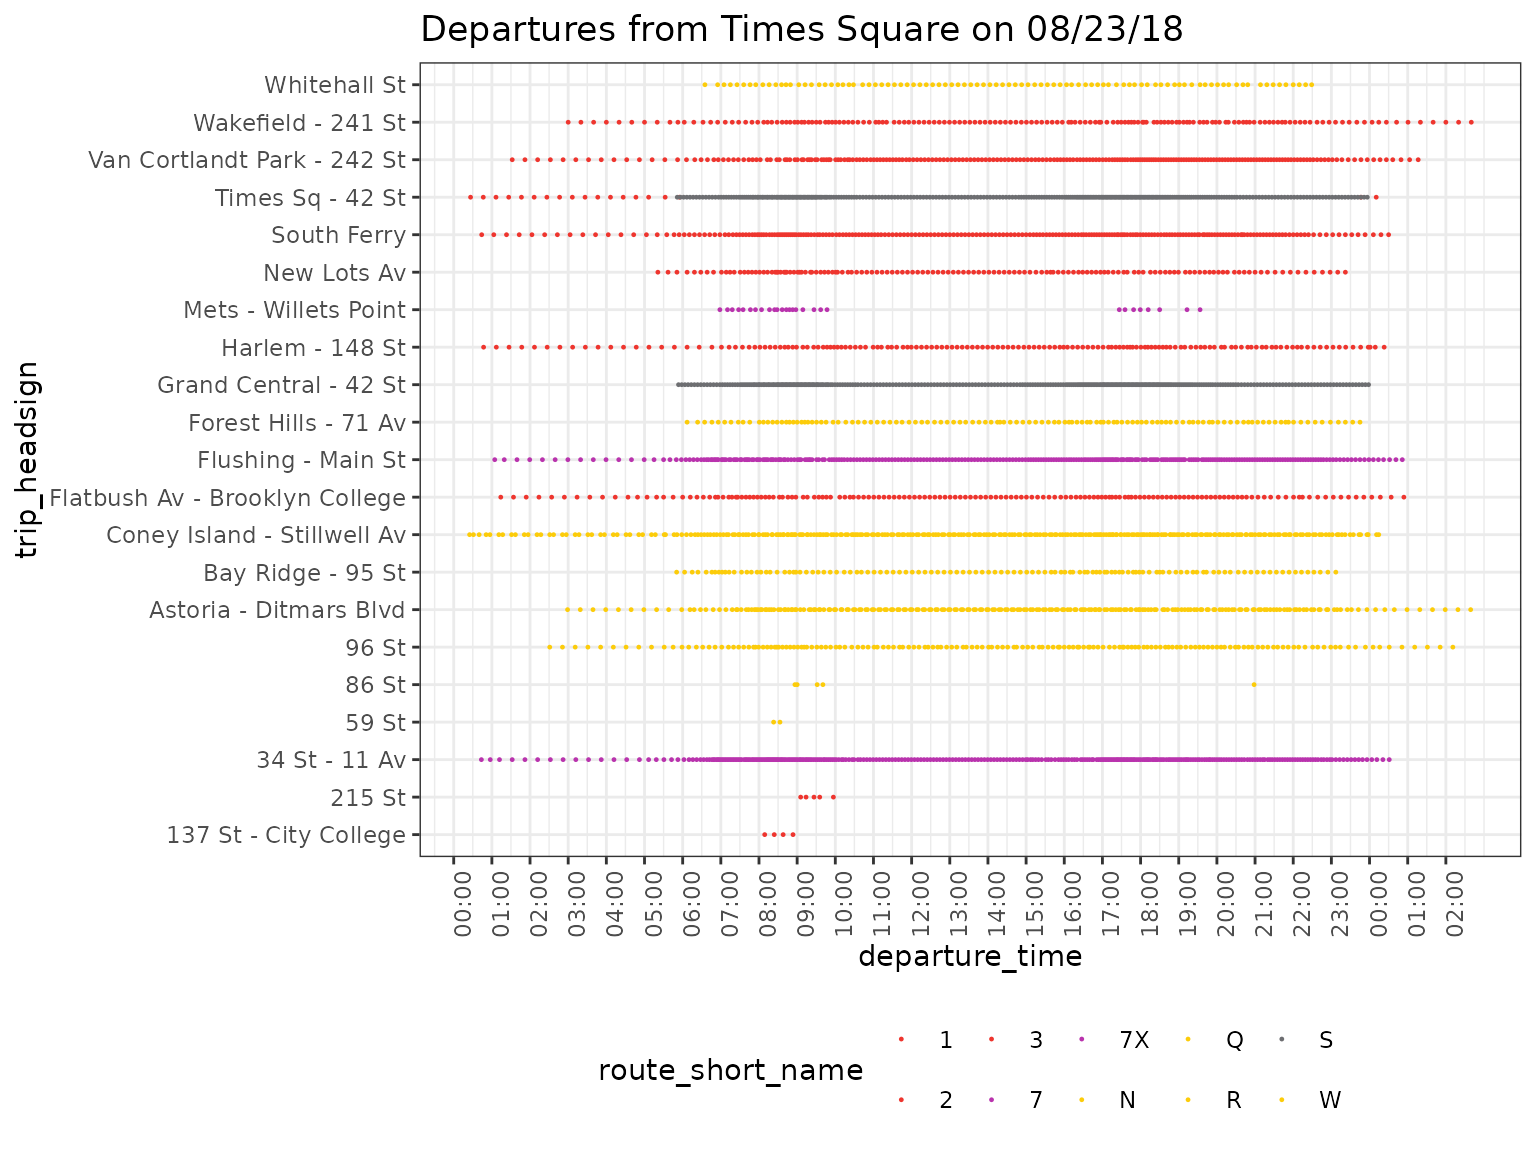 Departures from Times Square on 08/23/18
Whitehall St
Wakefield - 241 St
Van Cortlandt Park - 242 St
Times Sq - 42 St
South Ferry
New Lots Av
Mets - Willets Point
Harlem - 148 St
Grand Central - 42 St
Forest Hills - 71 Av
Flushing - Main St
Flatbush Av - Brooklyn College
Coney Island - Stillwell Av
Bay Ridge - 95 St
Astoria - Ditmars Blvd
96 St
86 St
59 St
34 St - 11 Av
215 St
137 St - City College
trip_headsign
00:00
01:00
02:00
03:00
04:00
05:00
06:00
07:00
08:00
09:00
10:00
11:00
12:00
13:00
14:00
15:00
16:00
17:00
18:00
19:00
20:00
21:00
22:00
23:00
00:00
01:00
02:00
departure_time
route_short_name
1 3 7X Q S
2 7 N R W